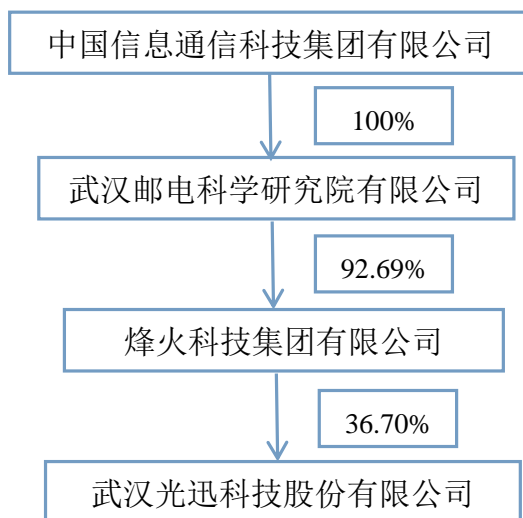 中国信息通信科技集团有限公司
100%
武汉邮电科学研究院有限公司
92.69%
烽火科技集团有限公司
36.70%
武汉光迅科技股份有限公司